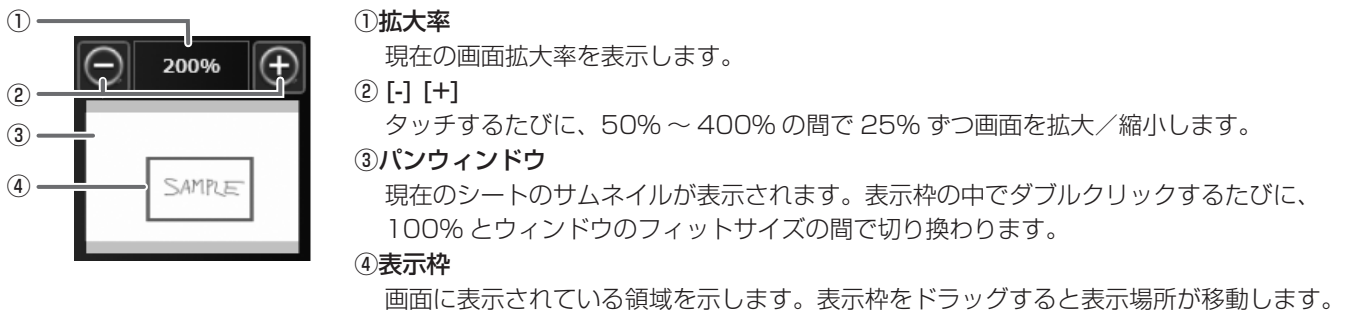 ①
200%
②
③
④
SAMPLE
①拡大率
現在の画面拡大率を表示します。
② [-] [+]
タッチするたびに、50% ～ 400% の間で 25% ずつ画面を拡大／縮小します。
③パンウィンドウ
現在のシートのサムネイルが表示されます。表示枠の中でダブルクリックするたびに、
100% とウィンドウのフィットサイズの間で切り換わります。
④表示枠
画面に表示されている領域を示します。表示枠をドラッグすると表示場所が移動します。